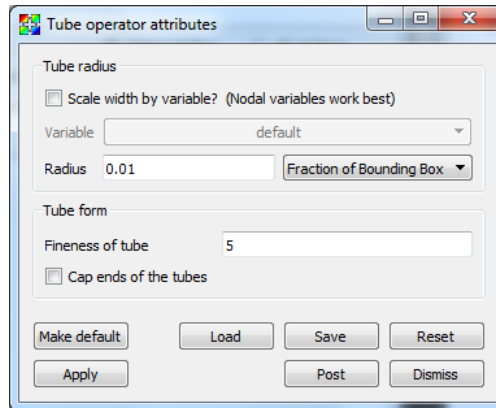 Tube operator attributes
Tube radius
Scale width by variable? (Nodal variables work best)
Variable default
Radius 0.01 Fraction of Bounding Box
Tube form
Fineness of tube 5
Cap ends of the tubes
Make default Load Save Reset
Apply Post Dismiss